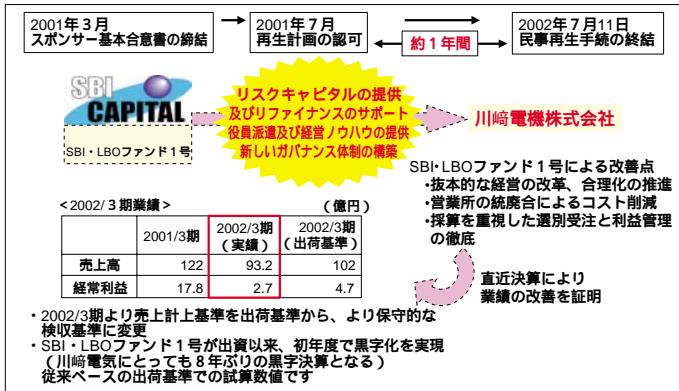 2001年3月
スポンサー基本合意書の締結
2001年7月
再生計画の認可
約1年間
2002年7月11日
民事再生手続の終結
SBI
CAPITAL
SBI・LBOファンド1号
リスクキャピタルの提供
及びリファイナンスのサポート
役員派遣及び経営ノウハウの提供
新しいガバナンス体制の構築
川﨑電機株式会社
SBI・LBOファンド1号による改善点
・抜本的な経営の改革、合理化の推進
・営業所の統廃合によるコスト削減
・採算を重視した選別受注と利益管理
の徹底
<2002/3期業績>
(億円)
2001/3期 2002/3期(実績) 2002/3期(出荷基準)
売上高 122 93.2 102
経常利益 17.8 2.7 4.7
直近決算により
業績の改善を証明
・2002/3期より売上計上基準を出荷基準から、より保守的な
検収基準に変更
・SBI・LBOファンド1号が出資以来、初年度で黒字化を実現
(川﨑電気にとっても8年ぶりの黒字決算となる)
従来ベースの出荷基準での試算数値です